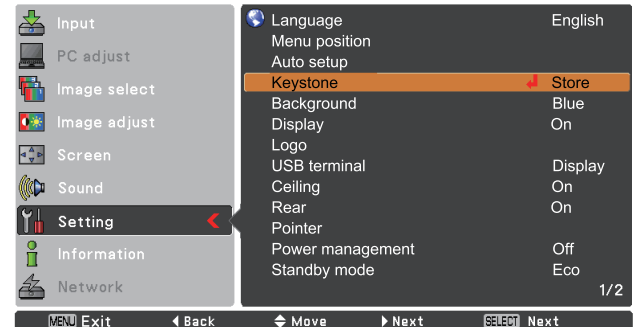 Input
PC adjust
Image select
Image adjust
Screen
Sound
Setting
Information
Network
Language English
Menu position
Auto setup
Keystone Store
Background Blue
Display On
Logo
USB terminal Display
Ceiling On
Rear On
Pointer
Power management Off
Standby mode Eco
1/2
MENU Exit Back Move Next SELECT Next